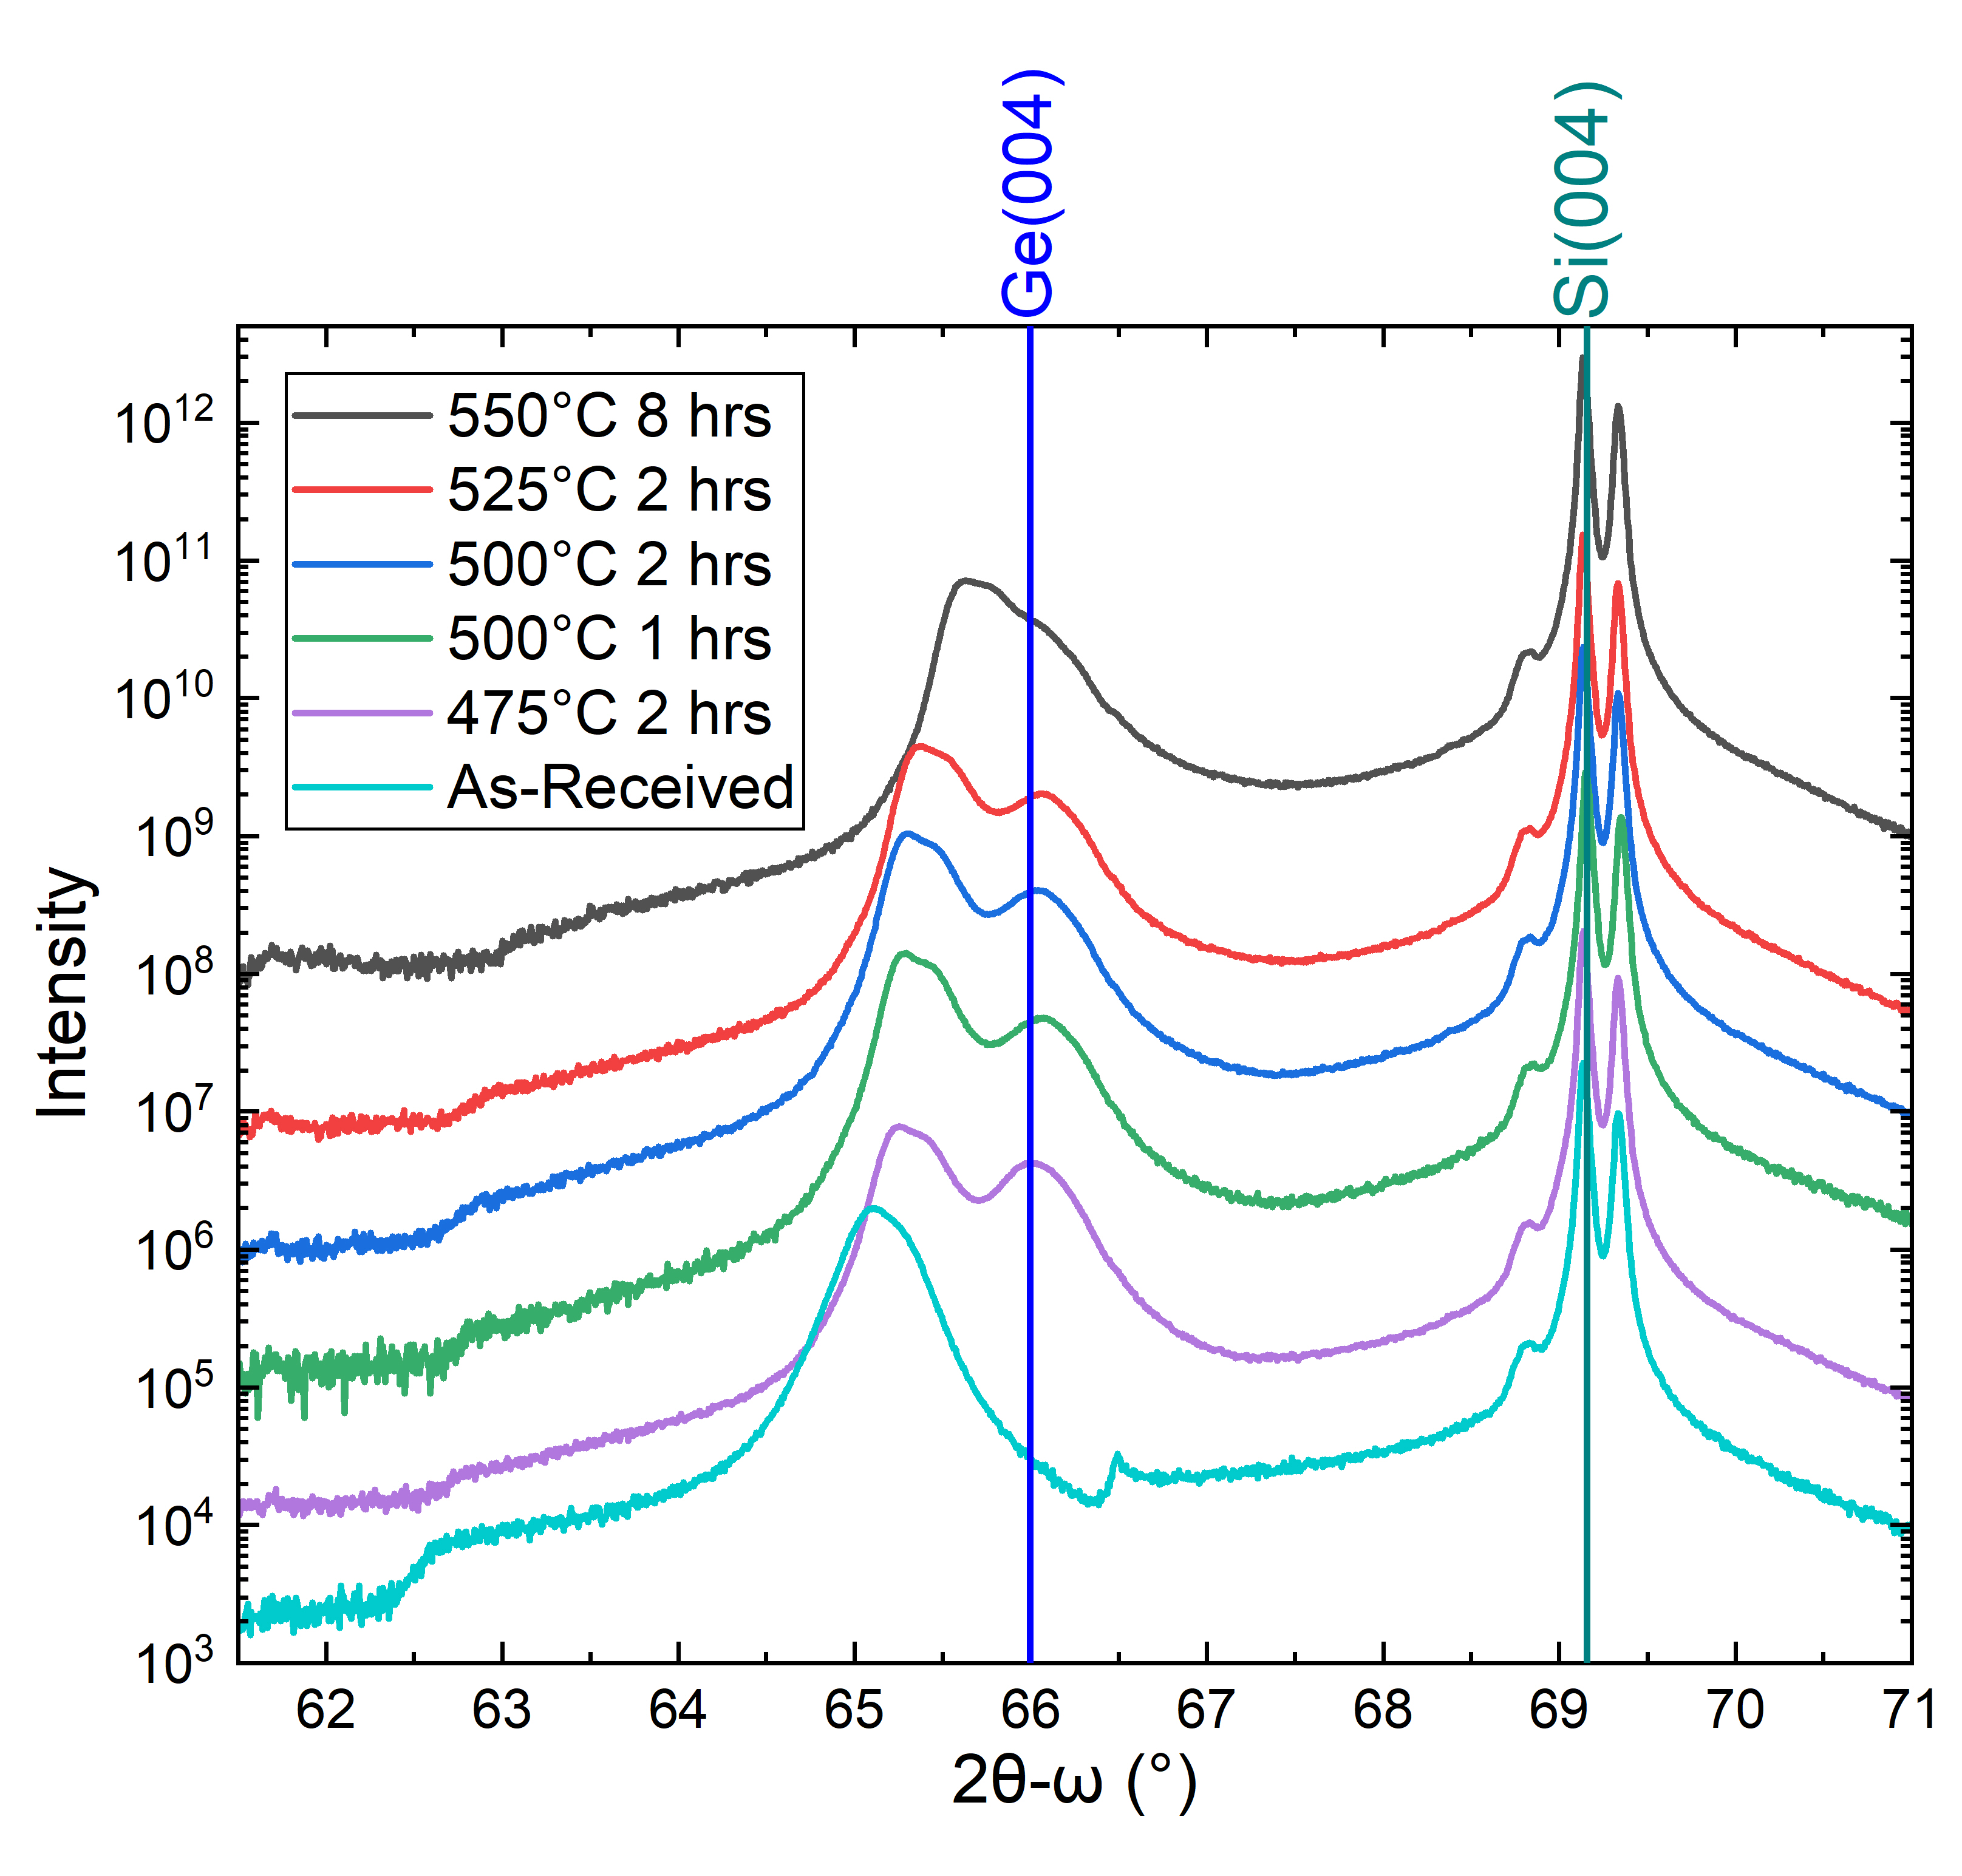 Ge(004)
Si(004)
550°C 8 hrs
525°C 2 hrs
500°C 2 hrs
500°C 1 hrs
475°C 2 hrs
As-Received
10¹²
10¹¹
10¹⁰
10⁹
10⁸
10⁷
10⁶
10⁵
10⁴
10³
Intensity
62 63 64 65 66 67 68 69 70 71
2θ-ω (°)